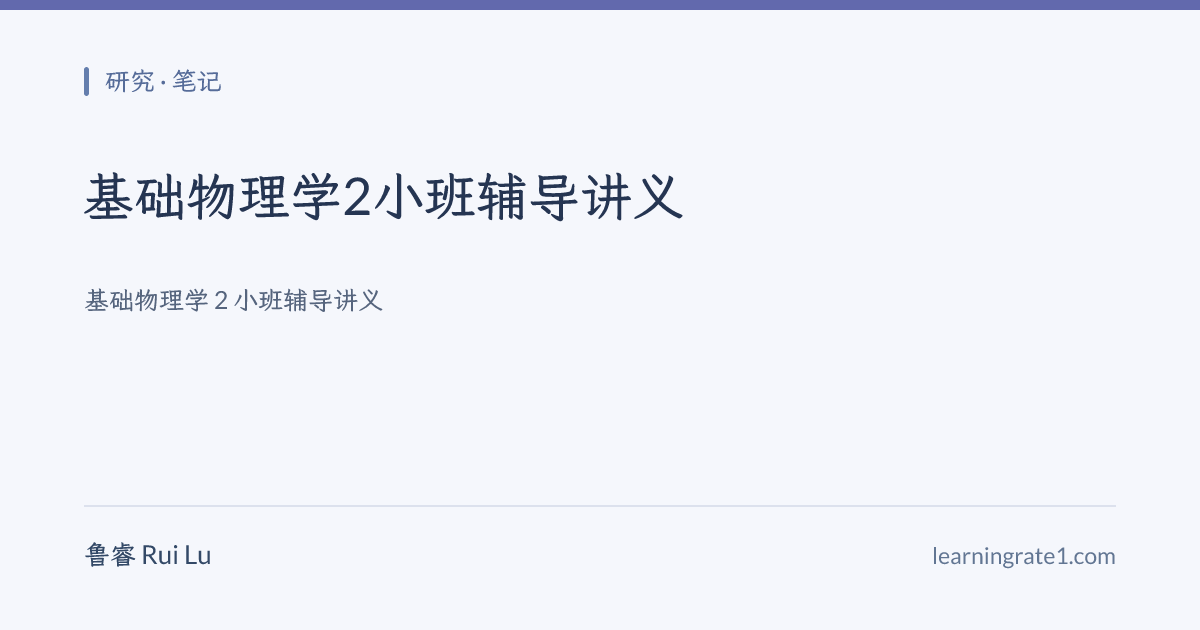 研究 · 笔记
基础物理学2小班辅导讲义
基础物理学 2 小班辅导讲义
鲁睿 Rui Lu
learningrate1.com